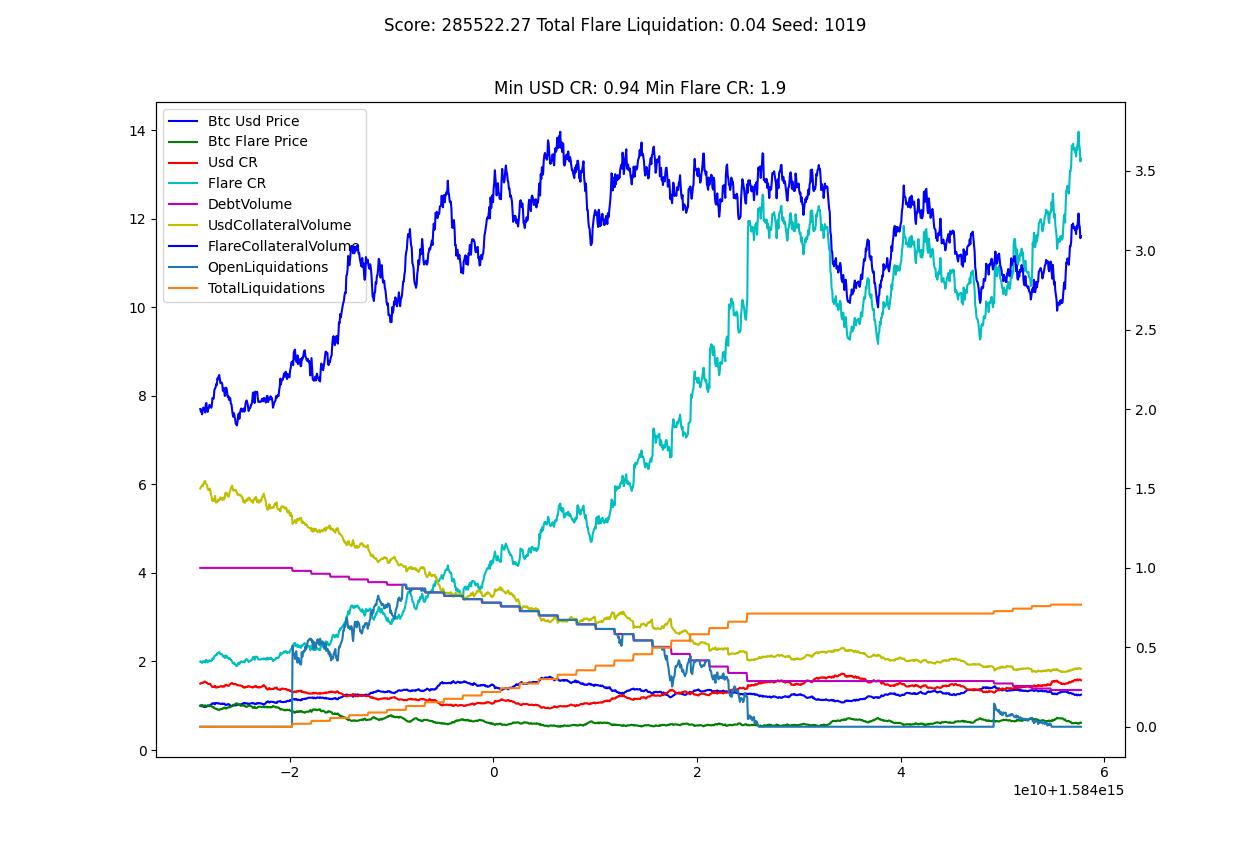 Score: 285522.27 Total Flare Liquidation: 0.04 Seed: 1019
Min USD CR: 0.94 Min Flare CR: 1.9
Btc Usd Price
Btc Flare Price
Usd CR
Flare CR
DebtVolume
UsdCollateralVolume
FlareCollateralVolume
OpenLiquidations
TotalLiquidations
14
12
10
8
6
4
2
0
3.5
3.0
2.5
2.0
1.5
1.0
0.5
0.0
−2
0
2
4
6
1e10+1.584e15